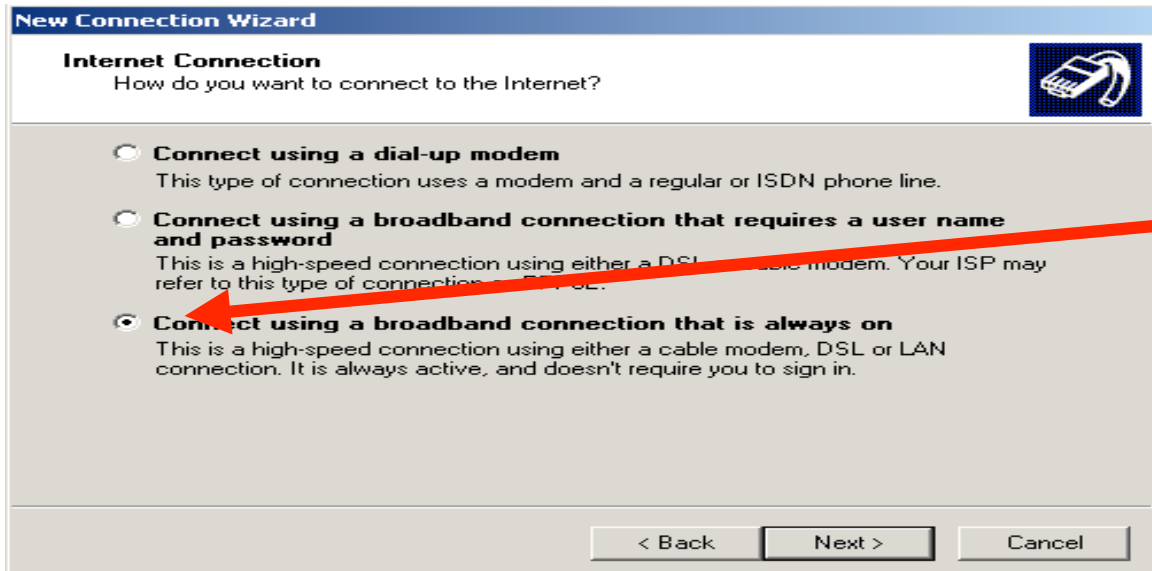 New Connection Wizard
Internet Connection
How do you want to connect to the Internet?
Connect using a dial-up modem
This type of connection uses a modem and a regular or ISDN phone line.
Connect using a broadband connection that requires a user name
and password
This is a high-speed connection using either a DSL cable modem. Your ISP may
refer to this type of connection
Connect using a broadband connection that is always on
This is a high-speed connection using either a cable modem, DSL or LAN
connection. It is always active, and doesn't require you to sign in.
< Back Next > Cancel